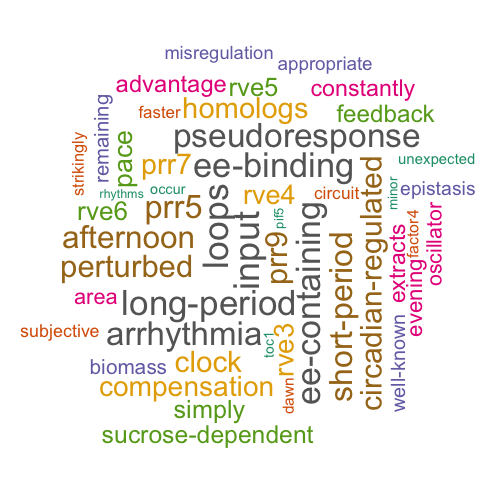 misregulation
appropriate
advantage
rve5
constantly
remaining
faster
homologs
feedback
strikingly
pace
pseudoresponse
prr7
ee-binding
unexpected
rhythms
occur
rve4
circuit
minor
epistasis
rve6
prr5
loops
input
pif5
circadian-regulated
factor4
afternoon
prr9
ee-containing
short-period
extracts
evening
oscillator
perturbed
area
long-period
subjective
arrhythmia
toc1
rve3
well-known
biomass
clock
compensation
dawn
simply
sucrose-dependent